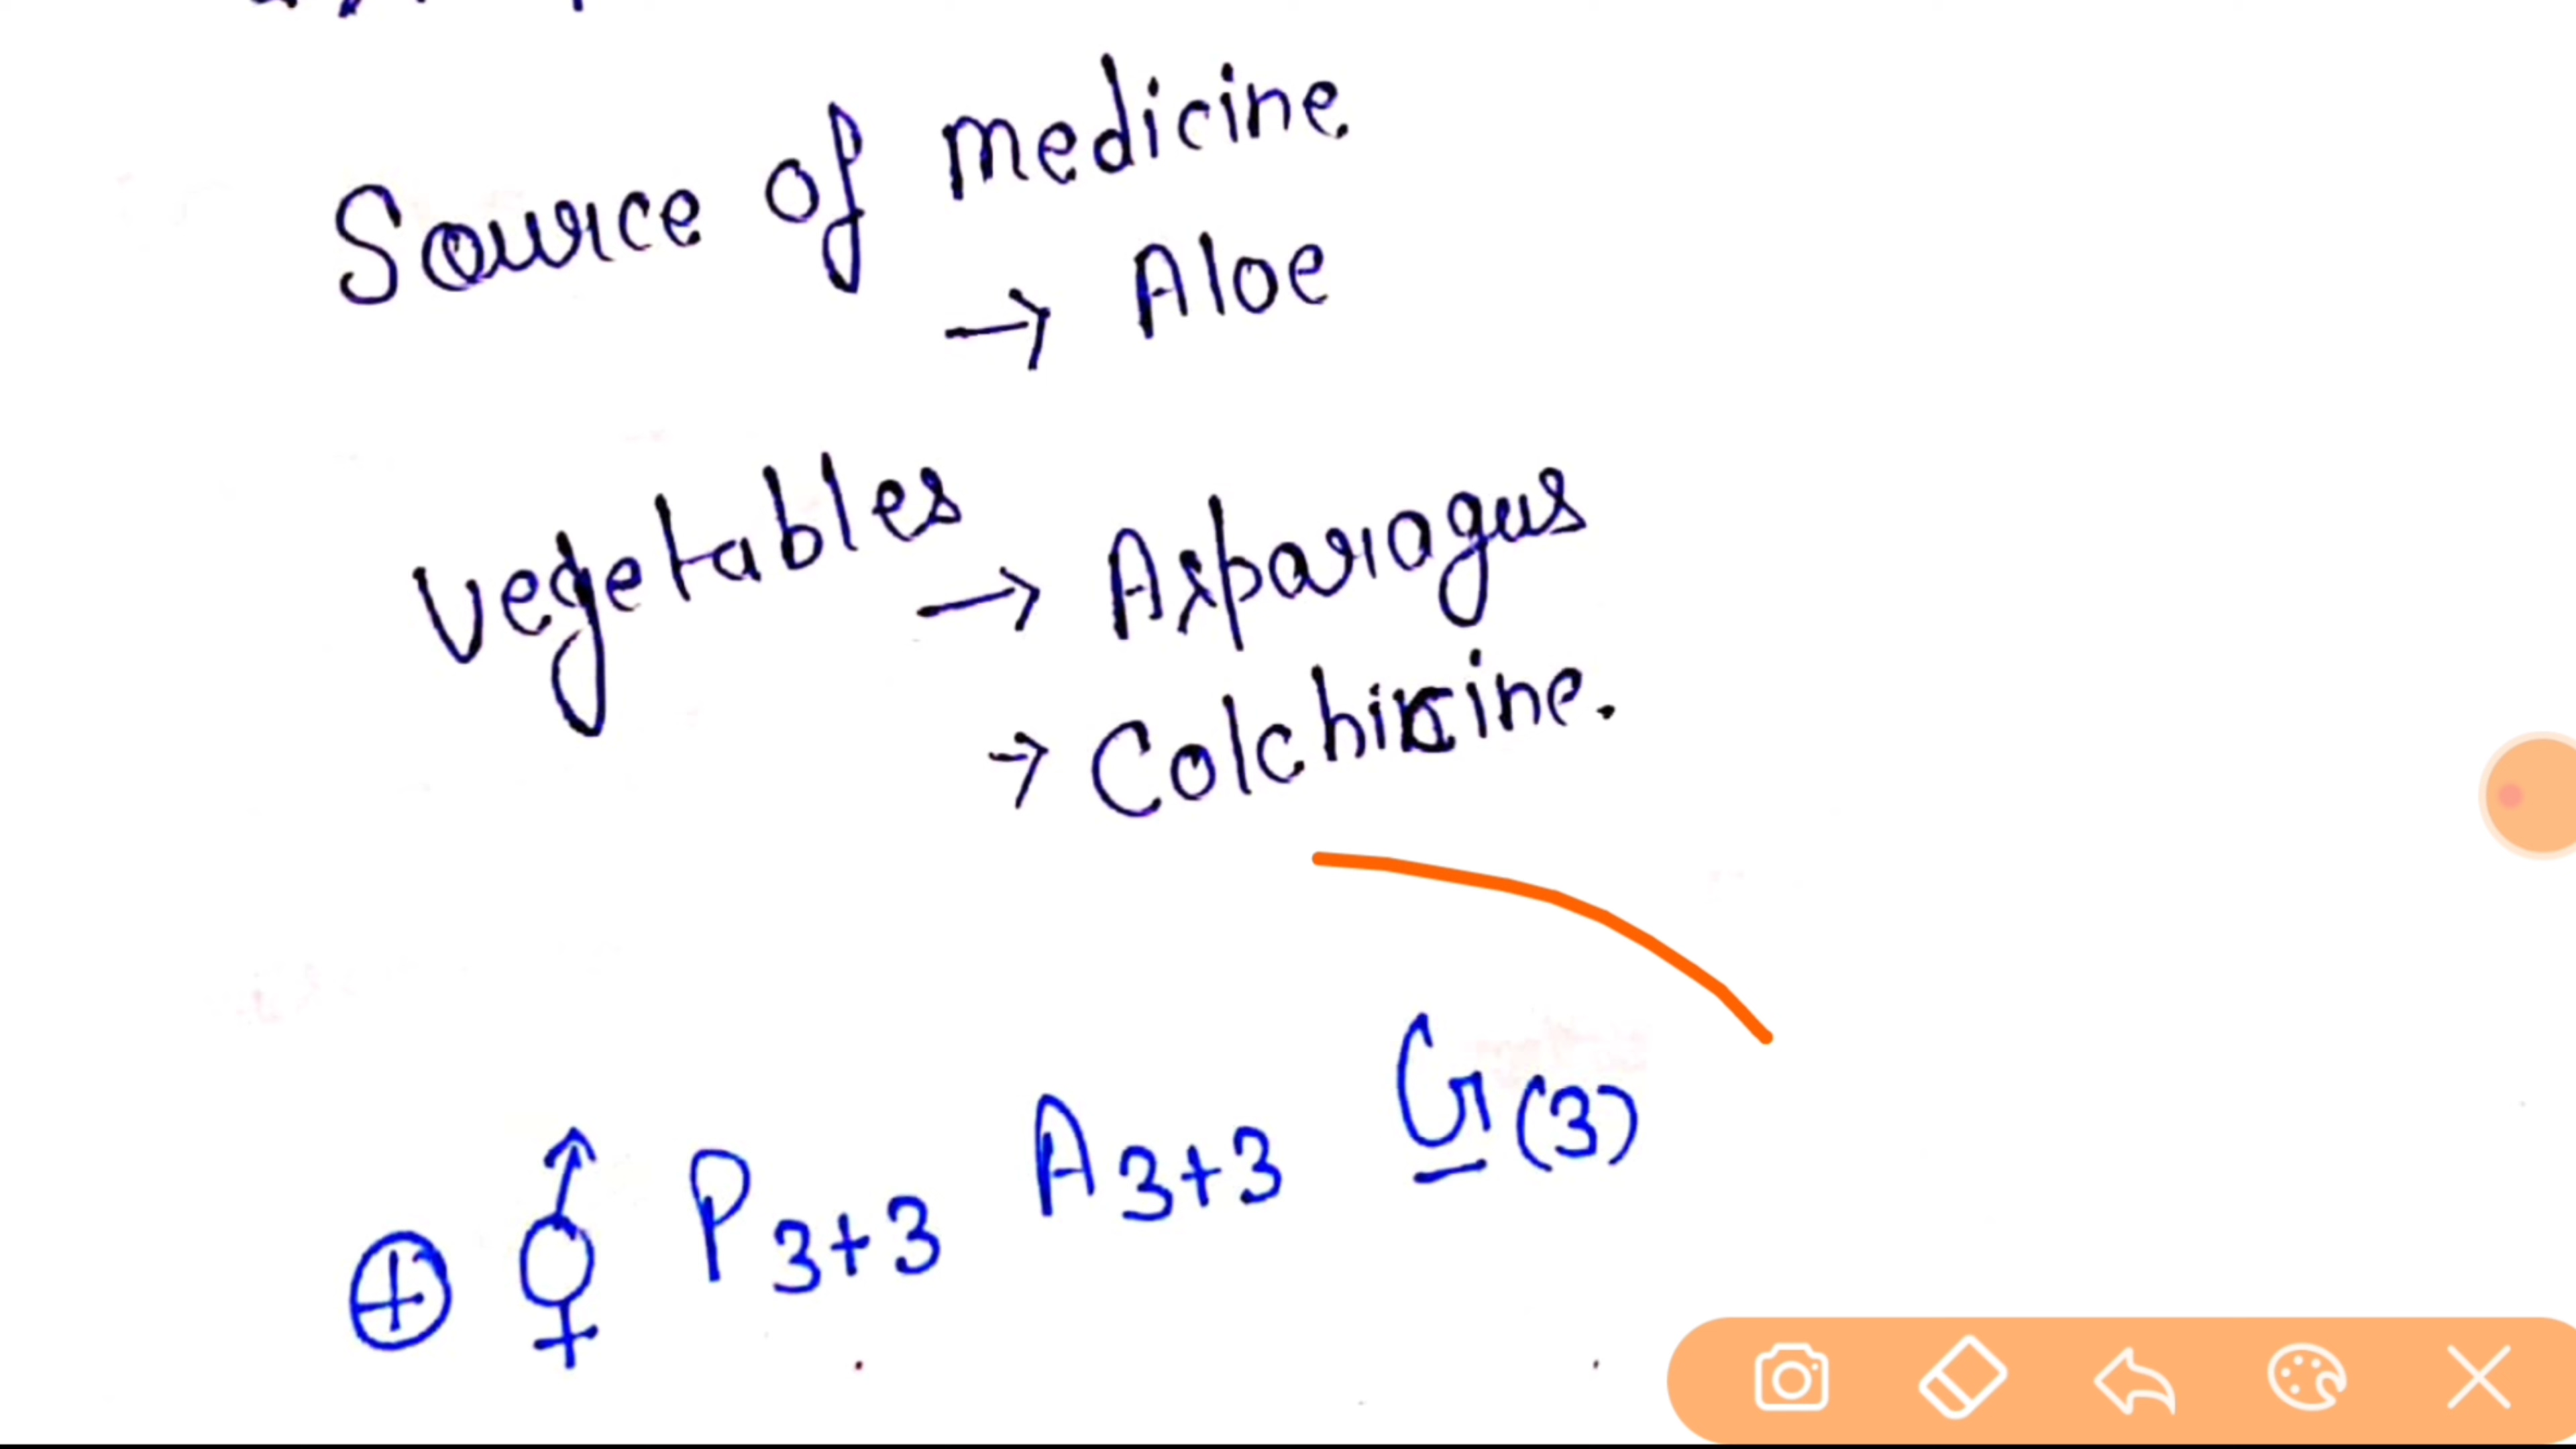 Source of medicine
→ Aloe
Vegetables → Asparagus
→ Colchicine.
⊕ ⚥ P3+3 A3+3 G(3)